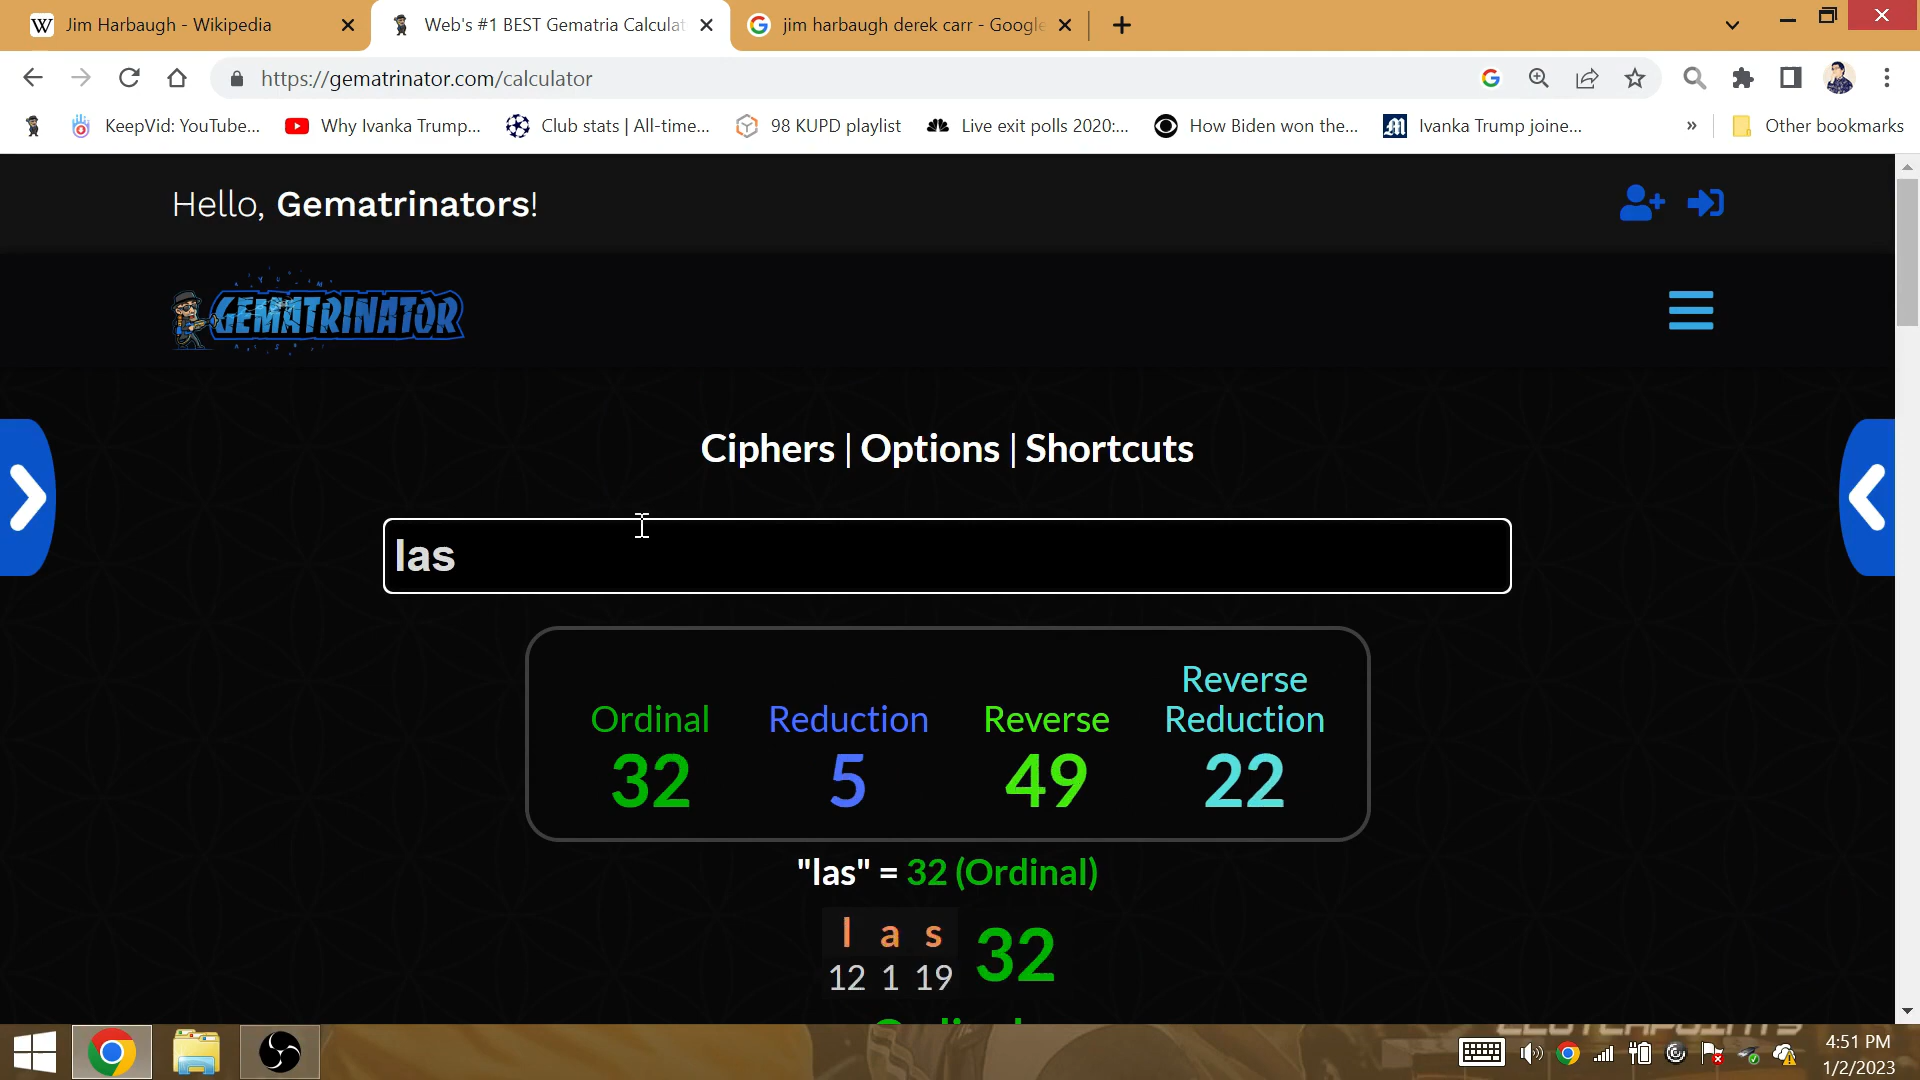 Jim Harbaugh - Wikipedia
Web's #1 BEST Gematria Calculat
jim harbaugh derek carr - Google
https://gematrinator.com/calculator
KeepVid: YouTube...
Why Ivanka Trump...
Club stats | All-time...
98 KUPD playlist
Live exit polls 2020:...
How Biden won the...
Ivanka Trump joine...
»
Other bookmarks
Hello, Gematrinators!
GEMATRINATOR
Ciphers | Options | Shortcuts
las
Ordinal
Reduction
Reverse
Reverse Reduction
32
5
49
22
"las" = 32 (Ordinal)
l a s
32
12 1 19
4:51 PM
1/2/2023